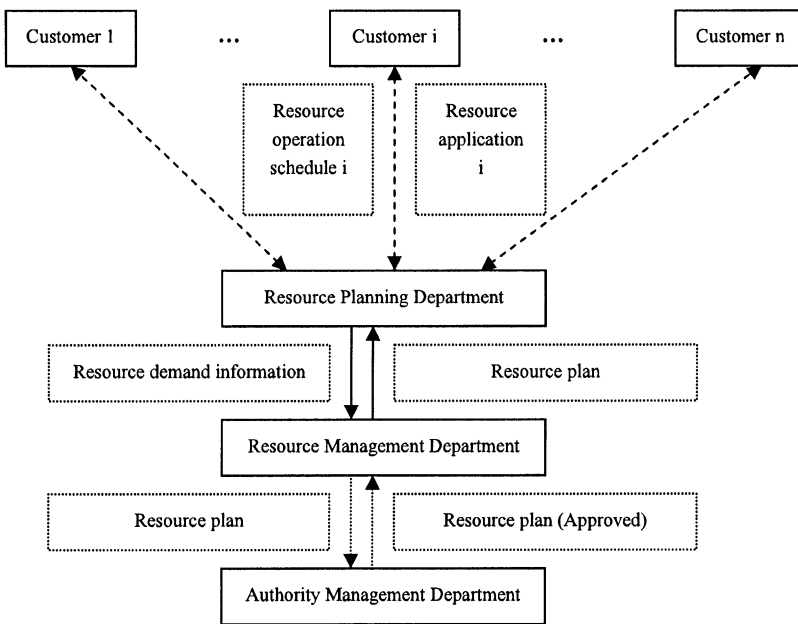 Customer 1
...
Customer i
...
Customer n
Resource
operation
schedule i
Resource
application
i
Resource Planning Department
Resource demand information
Resource plan
Resource Management Department
Resource plan
Resource plan (Approved)
Authority Management Department